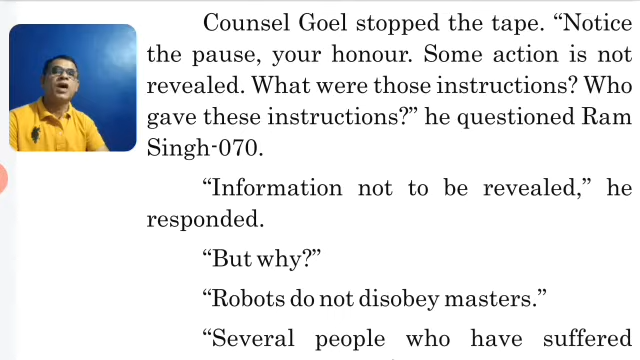 Counsel Goel stopped the tape. “Notice
the pause, your honour. Some action is not
revealed. What were those instructions? Who
gave these instructions?” he questioned Ram
Singh-070.
“Information not to be revealed,” he
responded.
“But why?”
“Robots do not disobey masters.”
“Several people who have suffered